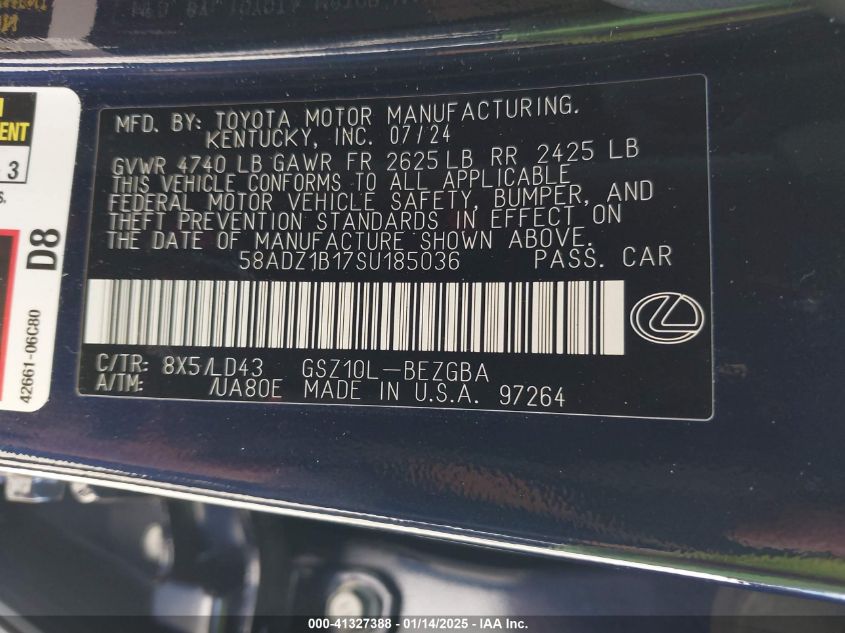 MFD. BY: TOYOTA MOTOR MANUFACTURING.
KENTUCKY, INC. 07/24
GVWR 4740 LB GAWR FR 2625 LB RR 2425 LB
THIS VEHICLE CONFORMS TO ALL APPLICABLE
FEDERAL MOTOR VEHICLE SAFETY, BUMPER, AND
THEFT PREVENTION STANDARDS IN EFFECT ON
THE DATE OF MANUFACTURE SHOWN ABOVE.
58ADZ1B17SU185036 PASS. CAR
C/TR: 8X5/LD43 GSZ10L-BEZGBA
A/TM: /UA80E MADE IN U.S.A. 97264
3
D8
42661-06C80
000-41327388 - 01/14/2025 - IAAI.com